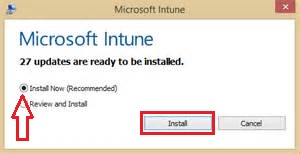 Microsoft Intune
Microsoft Intune
27 updates are ready to be installed.
Install Now (Recommended)
Review and Install
Install
Cancel